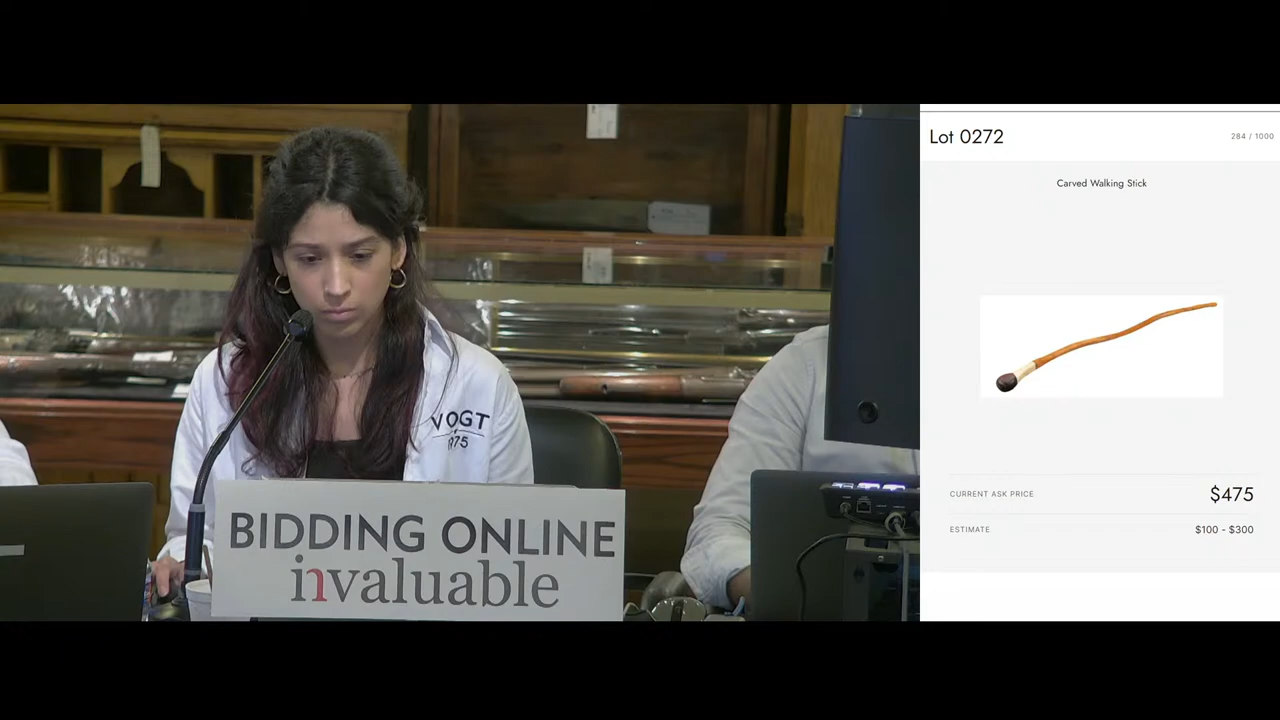 VOGT
1975
BIDDING ONLINE
invaluable
Lot 0272
284 / 1000
Carved Walking Stick
CURRENT ASK PRICE
$475
ESTIMATE
$100 - $300